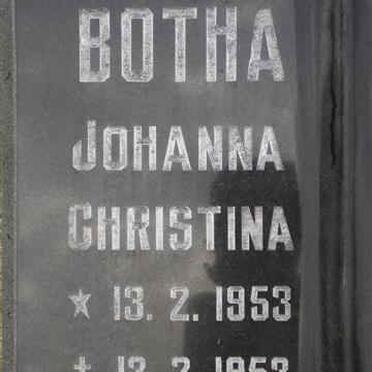 BOTHA
JOHANNA
CHRISTINA
★ 13. 2. 1953